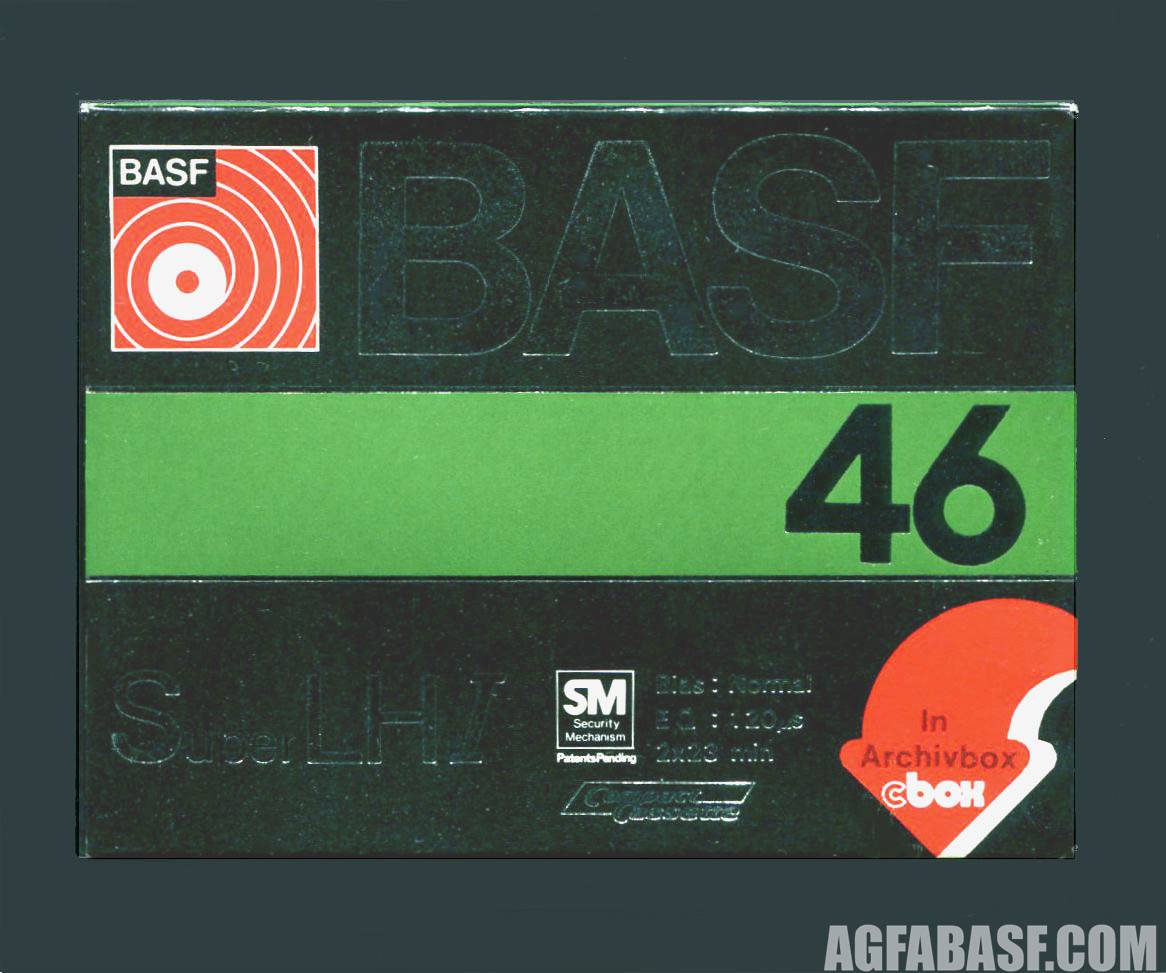 BASF
BASF
46
Super LH I
SM
Security
Mechanism
Patents Pending
Bias : Normal
E.Q. : 120µs
2x23 min
Compact
Cassette
In
Archivbox
cbox
AGFABASF.COM